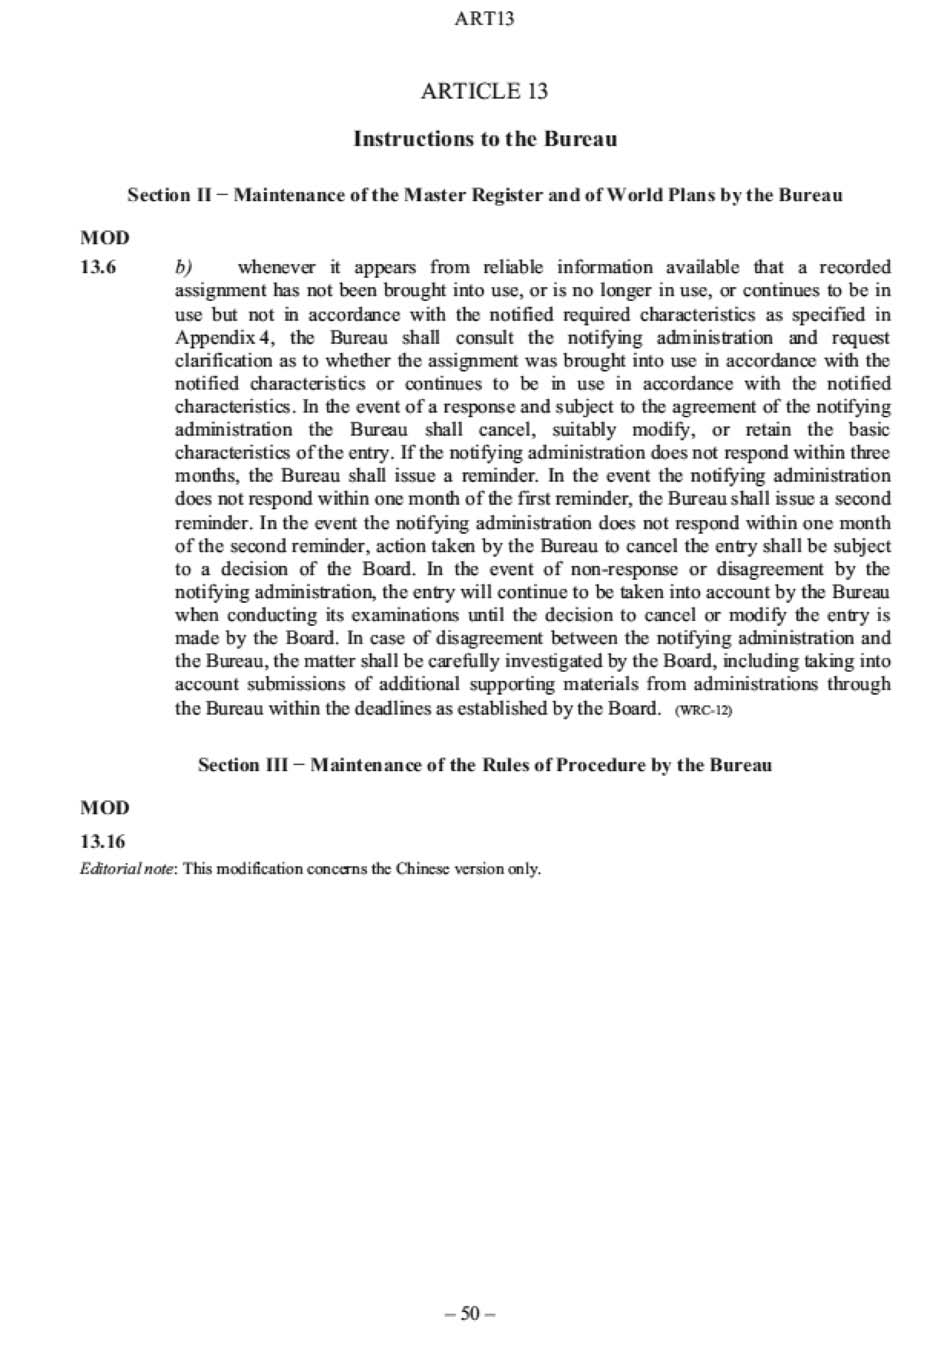 ART13
ARTICLE 13
Instructions to the Bureau
Section II – Maintenance of the Master Register and of World Plans by the Bureau
MOD
13.6 b) whenever it appears from reliable information available that a recorded
assignment has not been brought into use, or is no longer in use, or continues to be in
use but not in accordance with the notified required characteristics as specified in
Appendix 4, the Bureau shall consult the notifying administration and request
clarification as to whether the assignment was brought into use in accordance with the
notified characteristics or continues to be in use in accordance with the notified
characteristics. In the event of a response and subject to the agreement of the notifying
administration the Bureau shall cancel, suitably modify, or retain the basic
characteristics of the entry. If the notifying administration does not respond within three
months, the Bureau shall issue a reminder. In the event the notifying administration
does not respond within one month of the first reminder, the Bureau shall issue a second
reminder. In the event the notifying administration does not respond within one month
of the second reminder, action taken by the Bureau to cancel the entry shall be subject
to a decision of the Board. In the event of non-response or disagreement by the
notifying administration, the entry will continue to be taken into account by the Bureau
when conducting its examinations until the decision to cancel or modify the entry is
made by the Board. In case of disagreement between the notifying administration and
the Bureau, the matter shall be carefully investigated by the Board, including taking into
account submissions of additional supporting materials from administrations through
the Bureau within the deadlines as established by the Board. (WRC-12)
Section III – Maintenance of the Rules of Procedure by the Bureau
MOD
13.16
Editorial note: This modification concerns the Chinese version only.
– 50 –